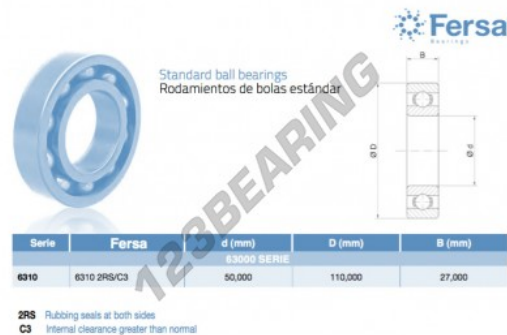 Fersa
Bearings
Standard ball bearings
Rodamientos de bolas estándar
B
Ø D
Ø d
123BEARING
Serie Fersa d (mm) D (mm) B (mm)
63000 SERIE
6310 6310 2RS/C3 50,000 110,000 27,000
2RS Rubbing seals at both sides
C3 Internal clearance greater than normal